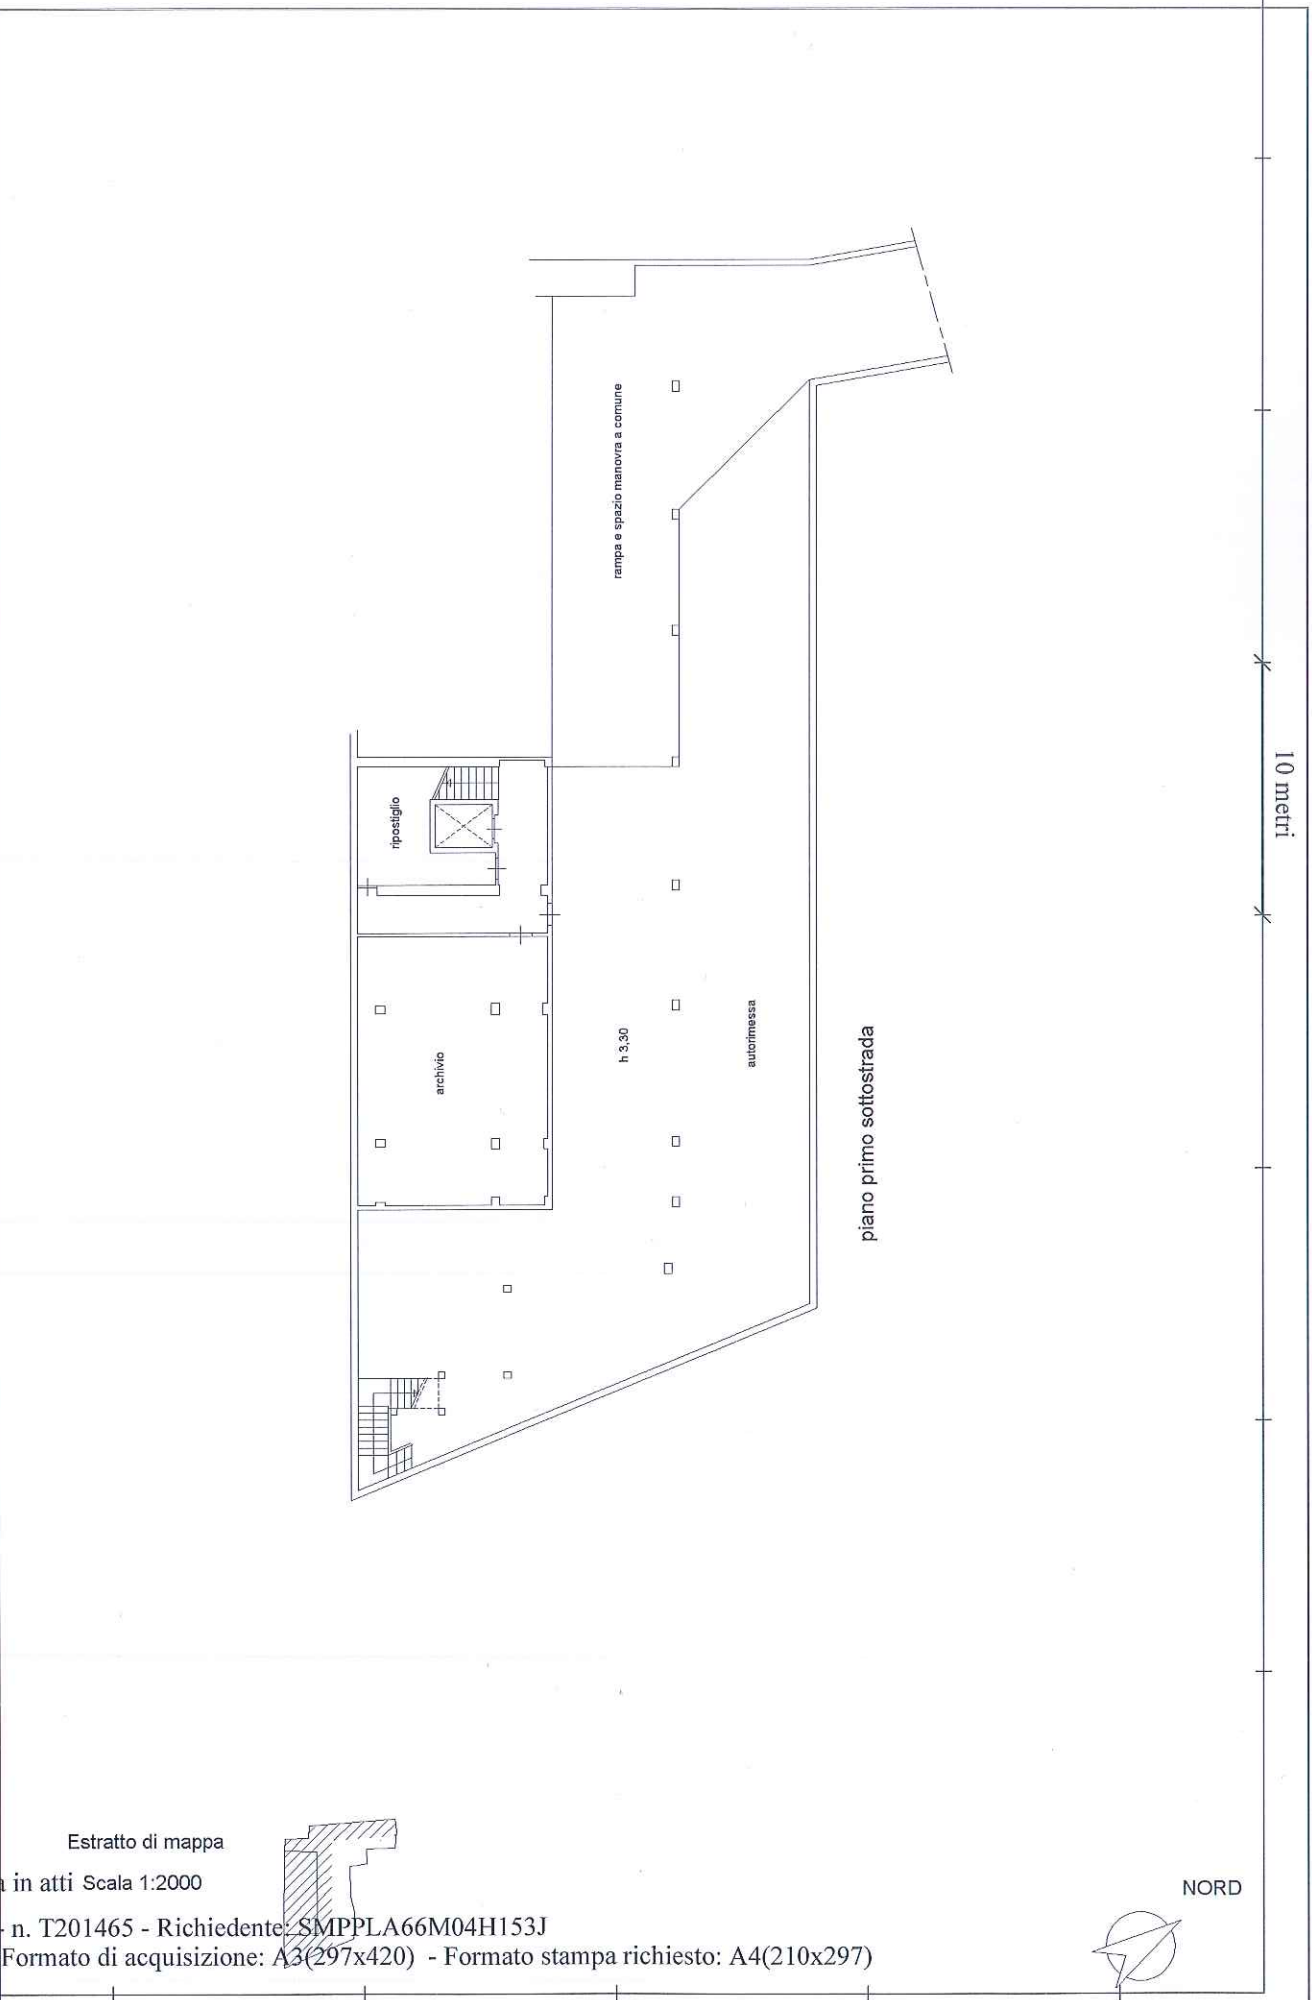 rampa e spazio manovra a comune
10 metri
ripostiglio
archivio
h 3,30
autorimessa
piano primo sottostrada
Estratto di mappa
in atti Scala 1:2000
NORD
- n. T201465 - Richiedente: SMPPLA66M04H153J
Formato di acquisizione: A3(297x420) - Formato stampa richiesto: A4(210x297)